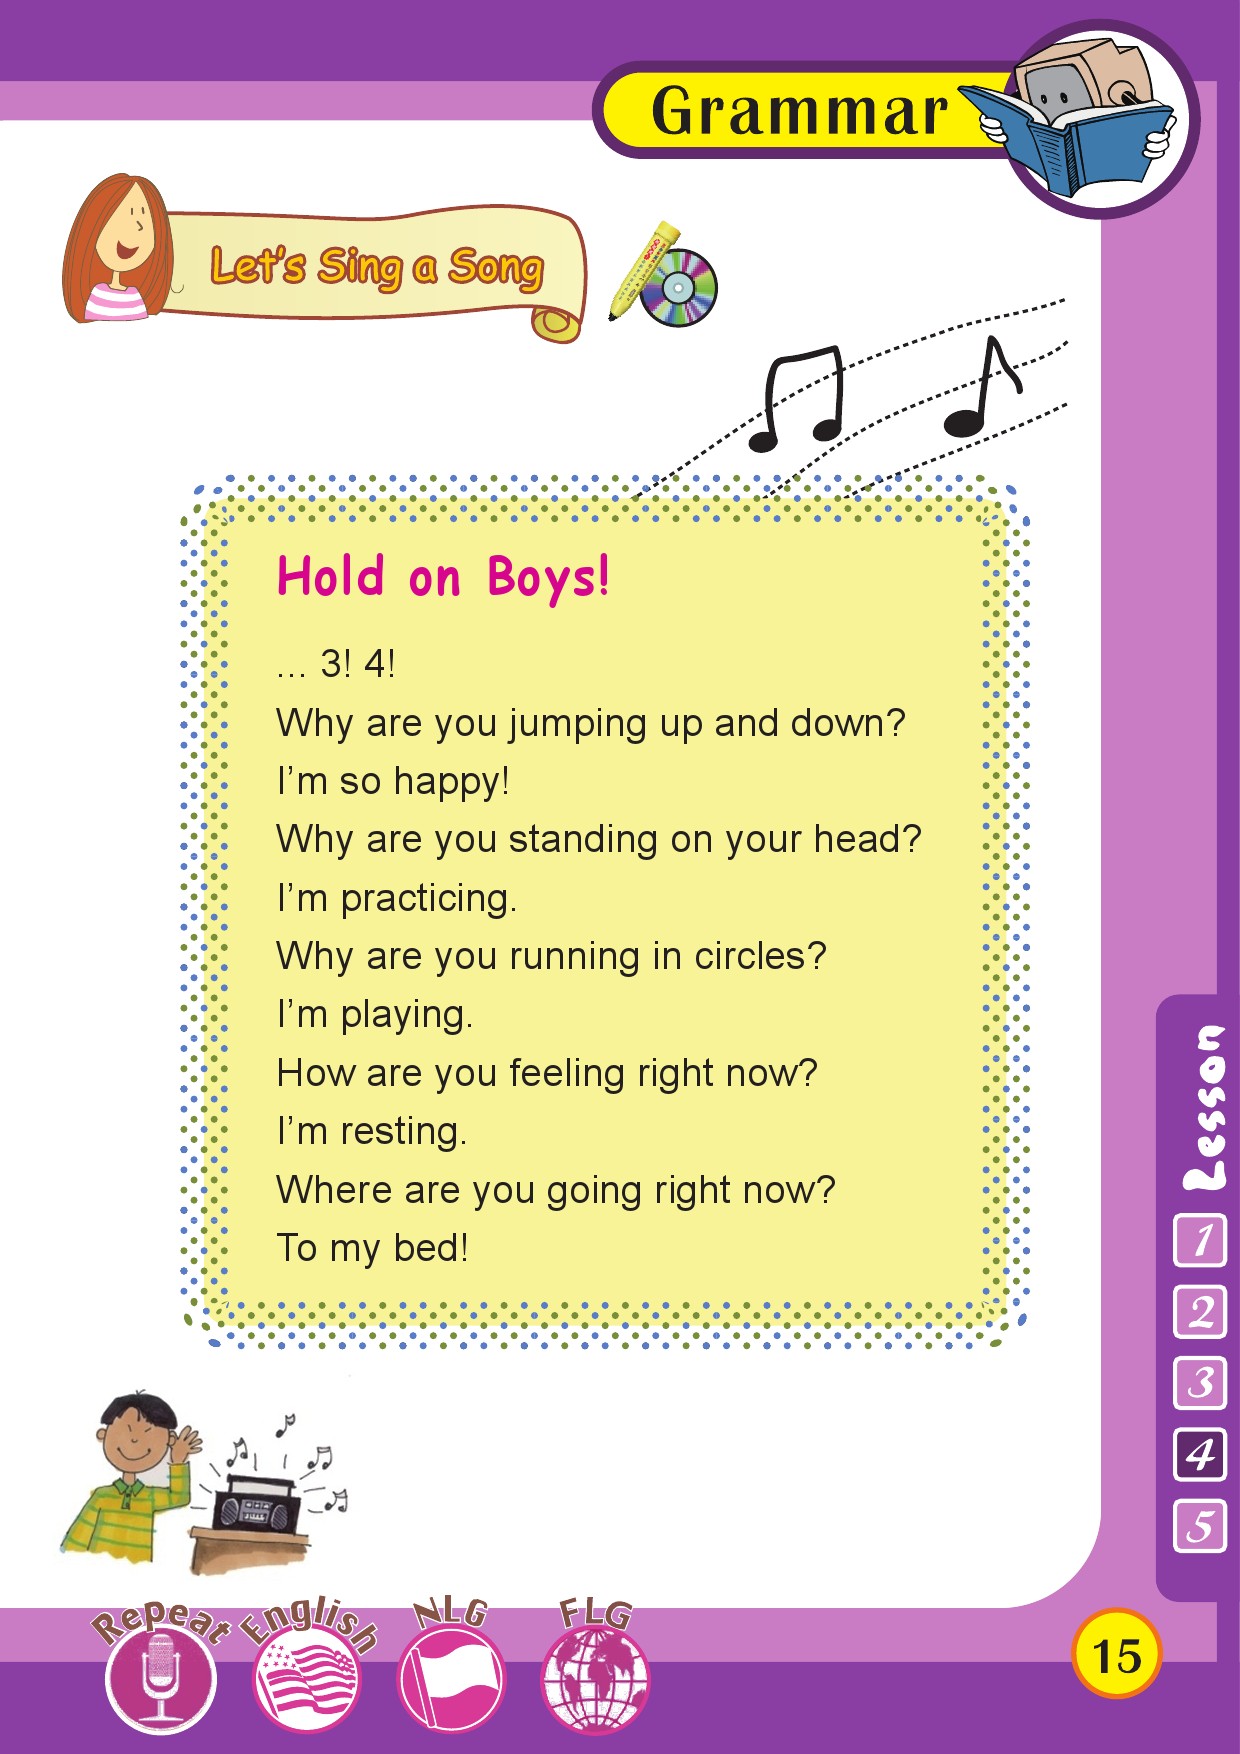 Grammar
Let's Sing a Song
Hold on Boys!
... 3! 4!
Why are you jumping up and down?
I'm so happy!
Why are you standing on your head?
I'm practicing.
Why are you running in circles?
I'm playing.
How are you feeling right now?
I'm resting.
Where are you going right now?
To my bed!
Lesson
1
2
3
4
5
Repeat
English
NLG
FLG
15